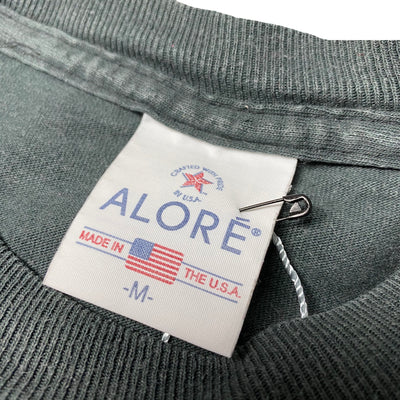 CRAFTED WITH PRIDE
IN U.S.A.
ALORÉ®
MADE IN THE U.S.A.
-M-